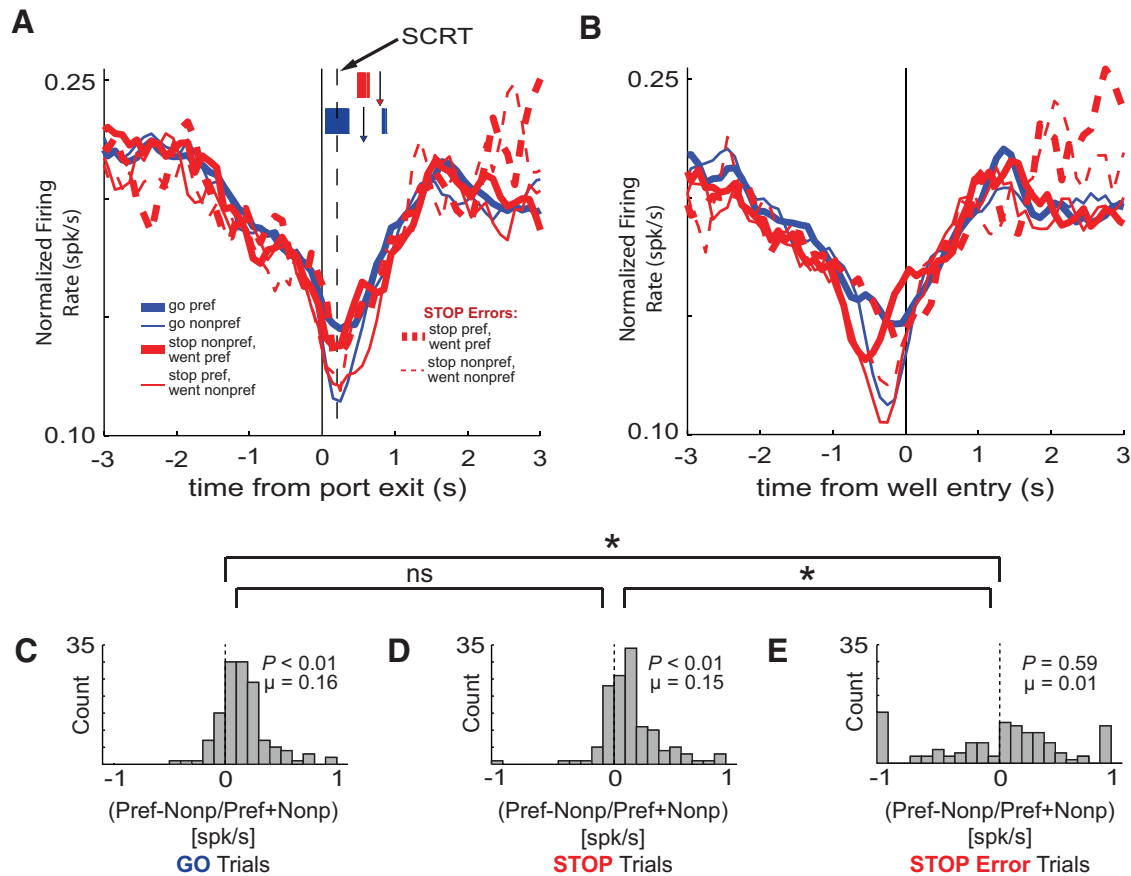 A
SCRT
0.25
Normalized Firing
Rate (spk/s)
0.10
go pref
go nonpref
stop nonpref,
went pref
stop pref,
went nonpref
STOP Errors:
stop pref,
went pref
stop nonpref,
went nonpref
-3 -2 -1 0 1 2 3
time from port exit (s)
B
0.25
Normalized Firing
Rate (spk/s)
0.10
-3 -2 -1 0 1 2 3
time from well entry (s)
*
ns
*
C
35
Count
P < 0.01
µ = 0.16
-1 0 1
(Pref-Nonp/Pref+Nonp)
[spk/s]
GO Trials
D
35
Count
P < 0.01
µ = 0.15
-1 0 1
(Pref-Nonp/Pref+Nonp)
[spk/s]
STOP Trials
E
35
Count
P = 0.59
µ = 0.01
-1 0 1
(Pref-Nonp/Pref+Nonp)
[spk/s]
STOP Error Trials